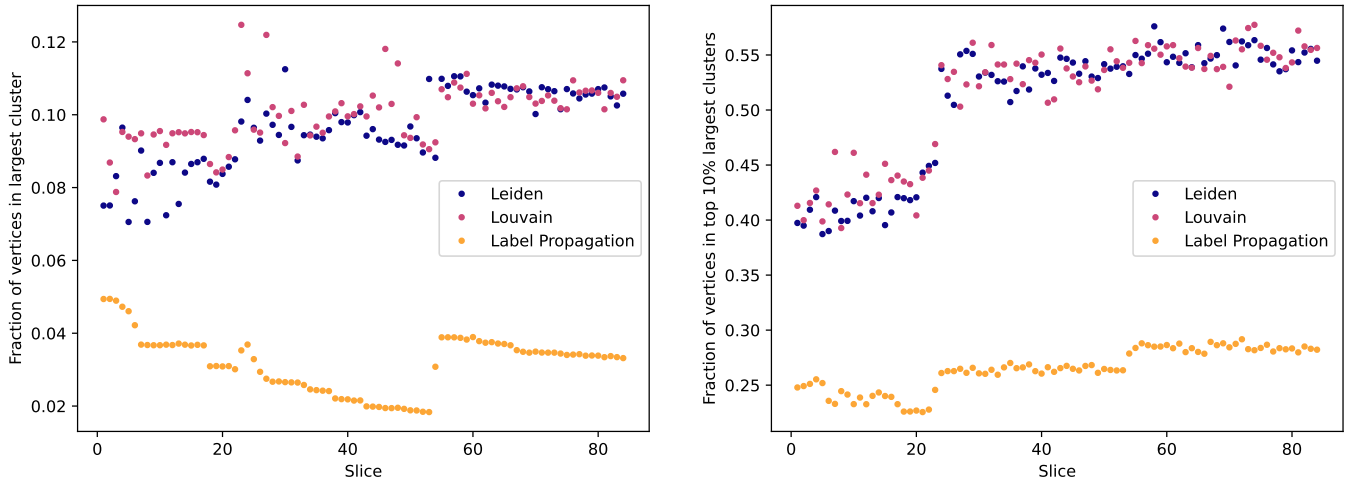 Fraction of vertices in largest cluster
0.12
0.10
0.08
0.06
0.04
0.02
0
20
40
60
80
Slice
Leiden
Louvain
Label Propagation
Fraction of vertices in top 10% largest clusters
0.55
0.50
0.45
0.40
0.35
0.30
0.25
0
20
40
60
80
Slice
Leiden
Louvain
Label Propagation